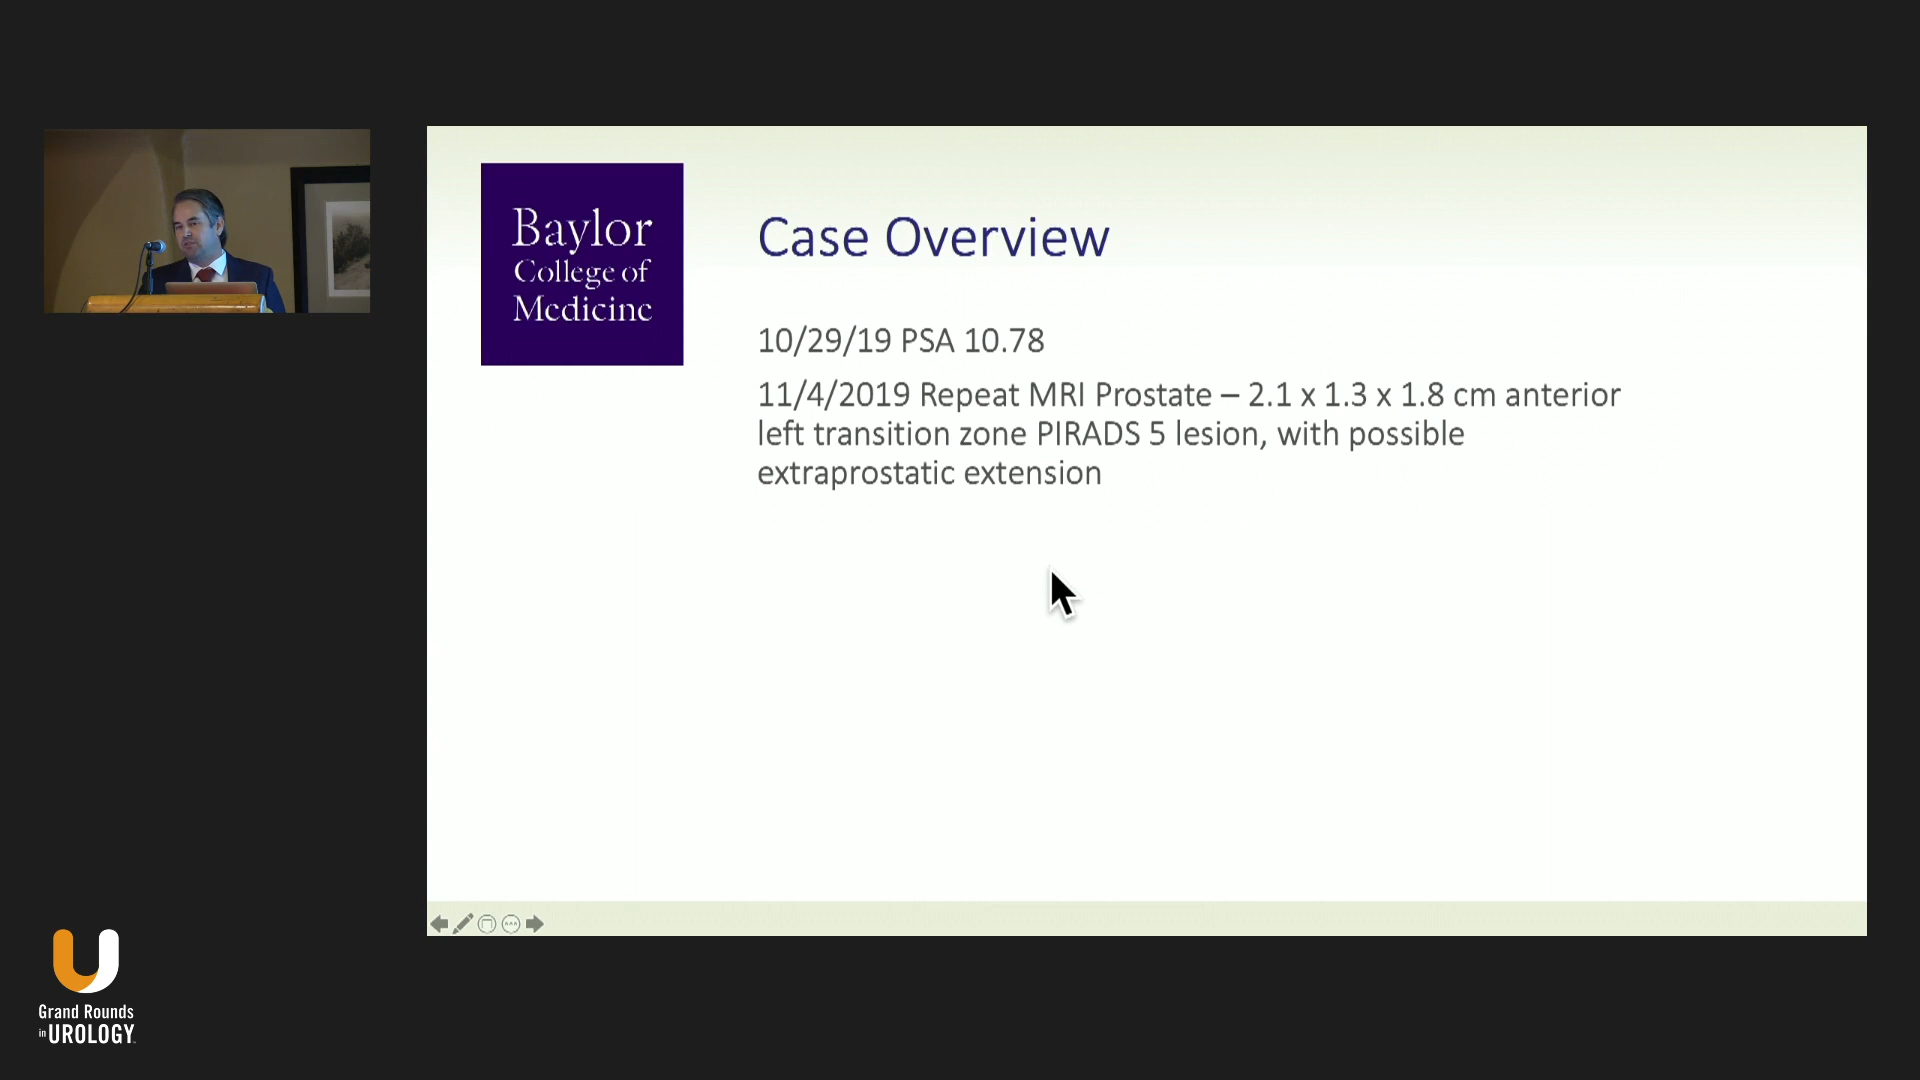 Baylor
College of
Medicine
Case Overview
10/29/19 PSA 10.78
11/4/2019 Repeat MRI Prostate – 2.1 x 1.3 x 1.8 cm anterior
left transition zone PIRADS 5 lesion, with possible
extraprostatic extension
Grand Rounds
in UROLOGY